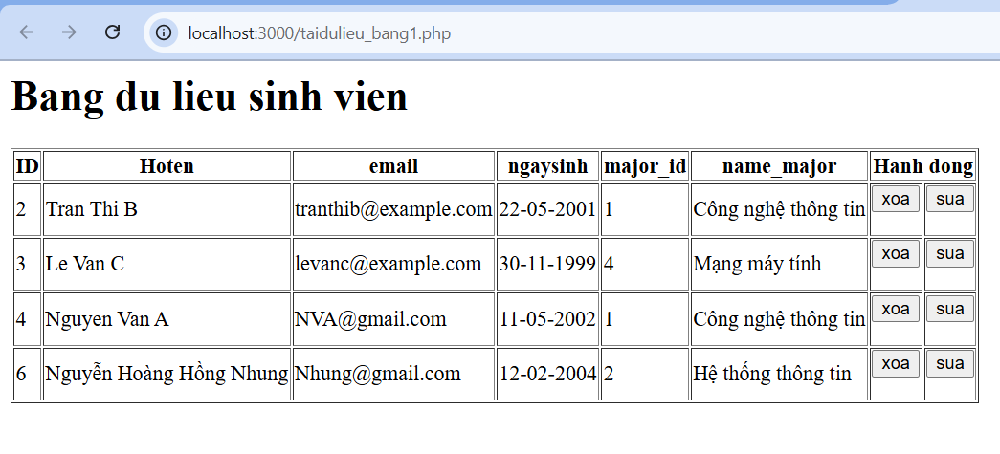 localhost:3000/taidulieu_bang1.php
Bang du lieu sinh vien
ID Hoten email ngaysinh major_id name_major Hanh dong
2 Tran Thi B tranthib@example.com 22-05-2001 1 Công nghệ thông tin xoa sua
3 Le Van C levanc@example.com 30-11-1999 4 Mạng máy tính xoa sua
4 Nguyen Van A NVA@gmail.com 11-05-2002 1 Công nghệ thông tin xoa sua
6 Nguyễn Hoàng Hồng Nhung Nhung@gmail.com 12-02-2004 2 Hệ thống thông tin xoa sua